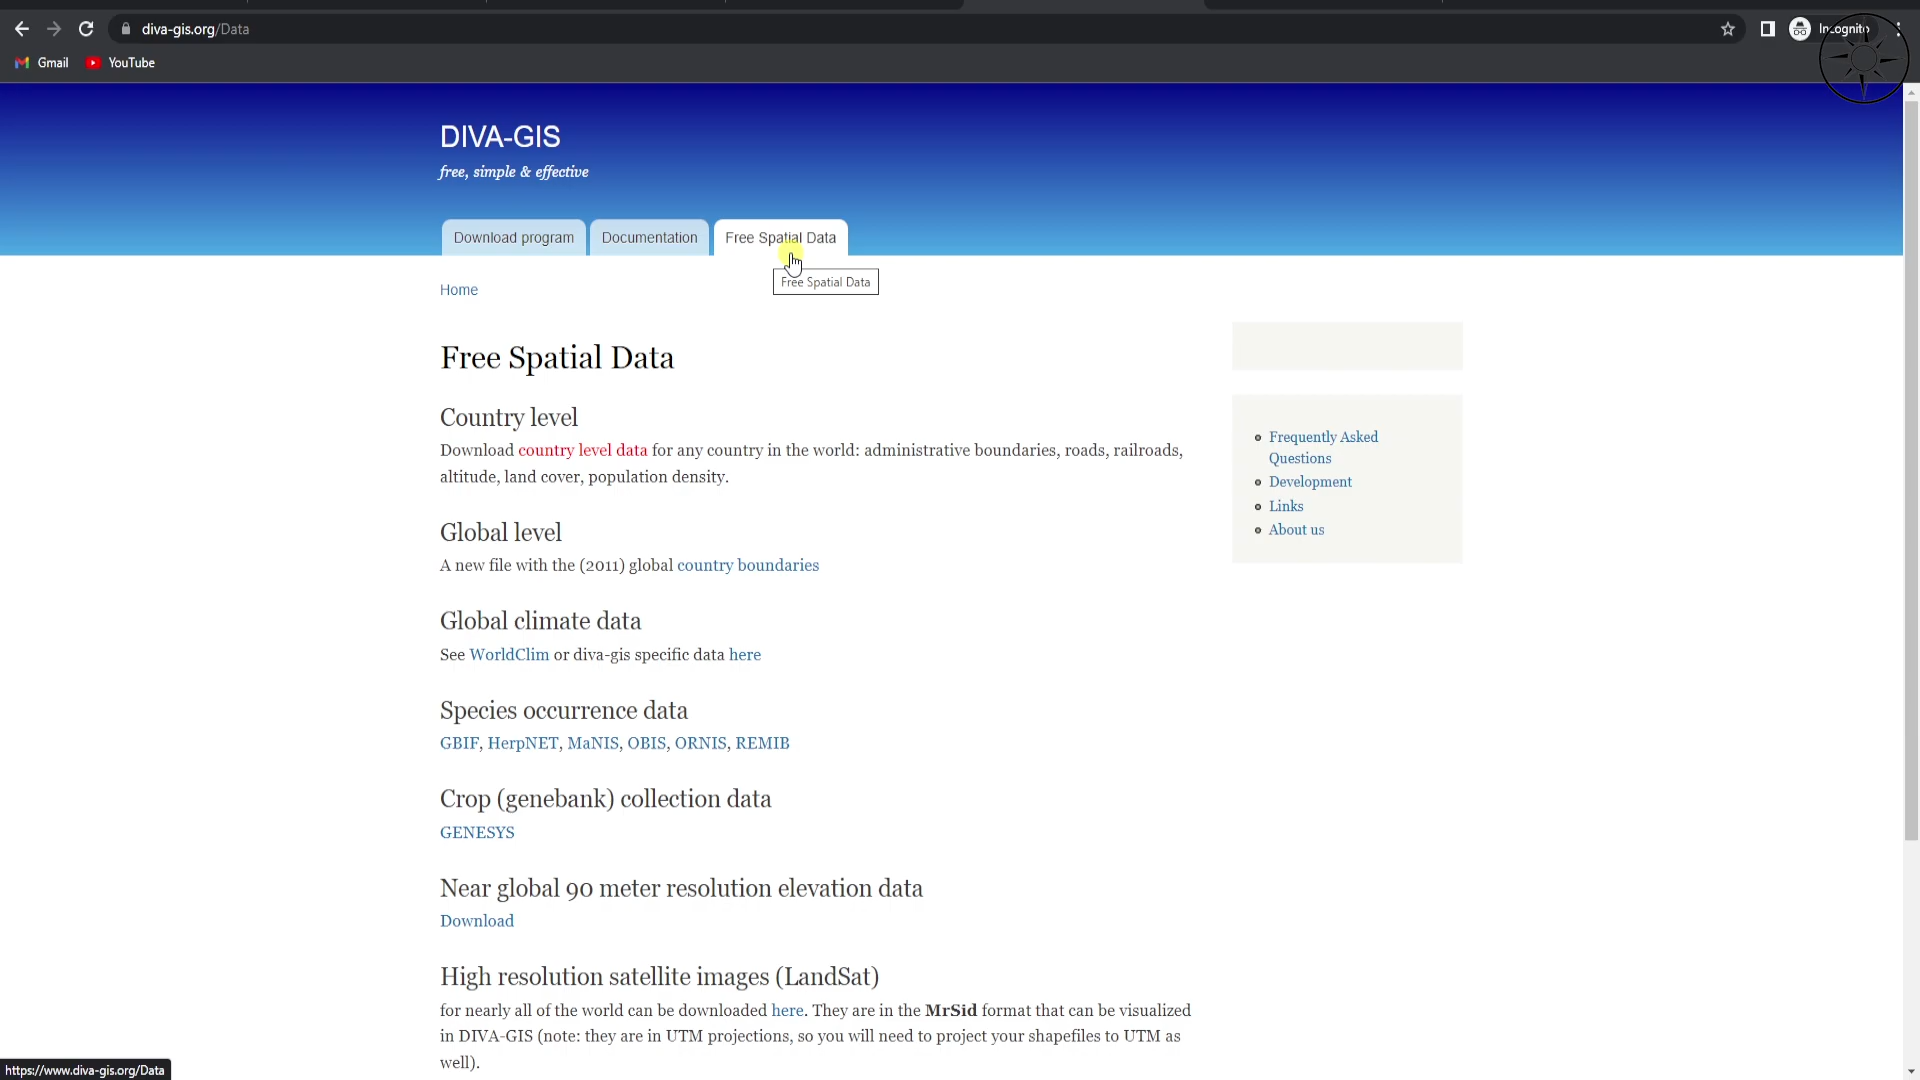 diva-gis.org/Data
Incognito
Gmail
YouTube
DIVA-GIS
free, simple & effective
Download program
Documentation
Free Spatial Data
Free Spatial Data
Home
Free Spatial Data
Country level
Download country level data for any country in the world: administrative boundaries, roads, railroads,
altitude, land cover, population density.
Global level
A new file with the (2011) global country boundaries
Global climate data
See WorldClim or diva-gis specific data here
Species occurrence data
GBIF, HerpNET, MaNIS, OBIS, ORNIS, REMIB
Crop (genebank) collection data
GENESYS
Near global 90 meter resolution elevation data
Download
High resolution satellite images (LandSat)
for nearly all of the world can be downloaded here. They are in the MrSid format that can be visualized
in DIVA-GIS (note: they are in UTM projections, so you will need to project your shapefiles to UTM as
well).
Frequently Asked
Questions
Development
Links
About us
https://www.diva-gis.org/Data